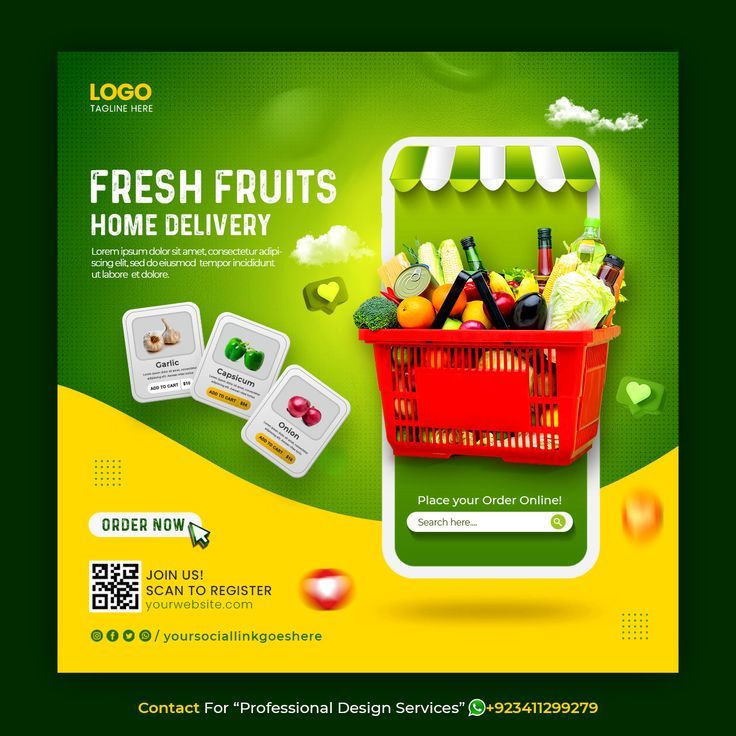 LOGO
TAGLINE HERE
FRESH FRUITS
HOME DELIVERY
Lorem ipsum dolor sit amet, consectetur adipi-
scing elit, sed do eiusmod tempor incididunt
ut labore et dolore.
Garlic
ADD TO CART
Capsicum
ADD TO CART
Onion
ADD TO CART
Place your Order Online!
Search here....
ORDER NOW
JOIN US!
SCAN TO REGISTER
yourwebsite.com
/ yoursociallinkgoeshere
Contact For “Professional Design Services” +923411299279